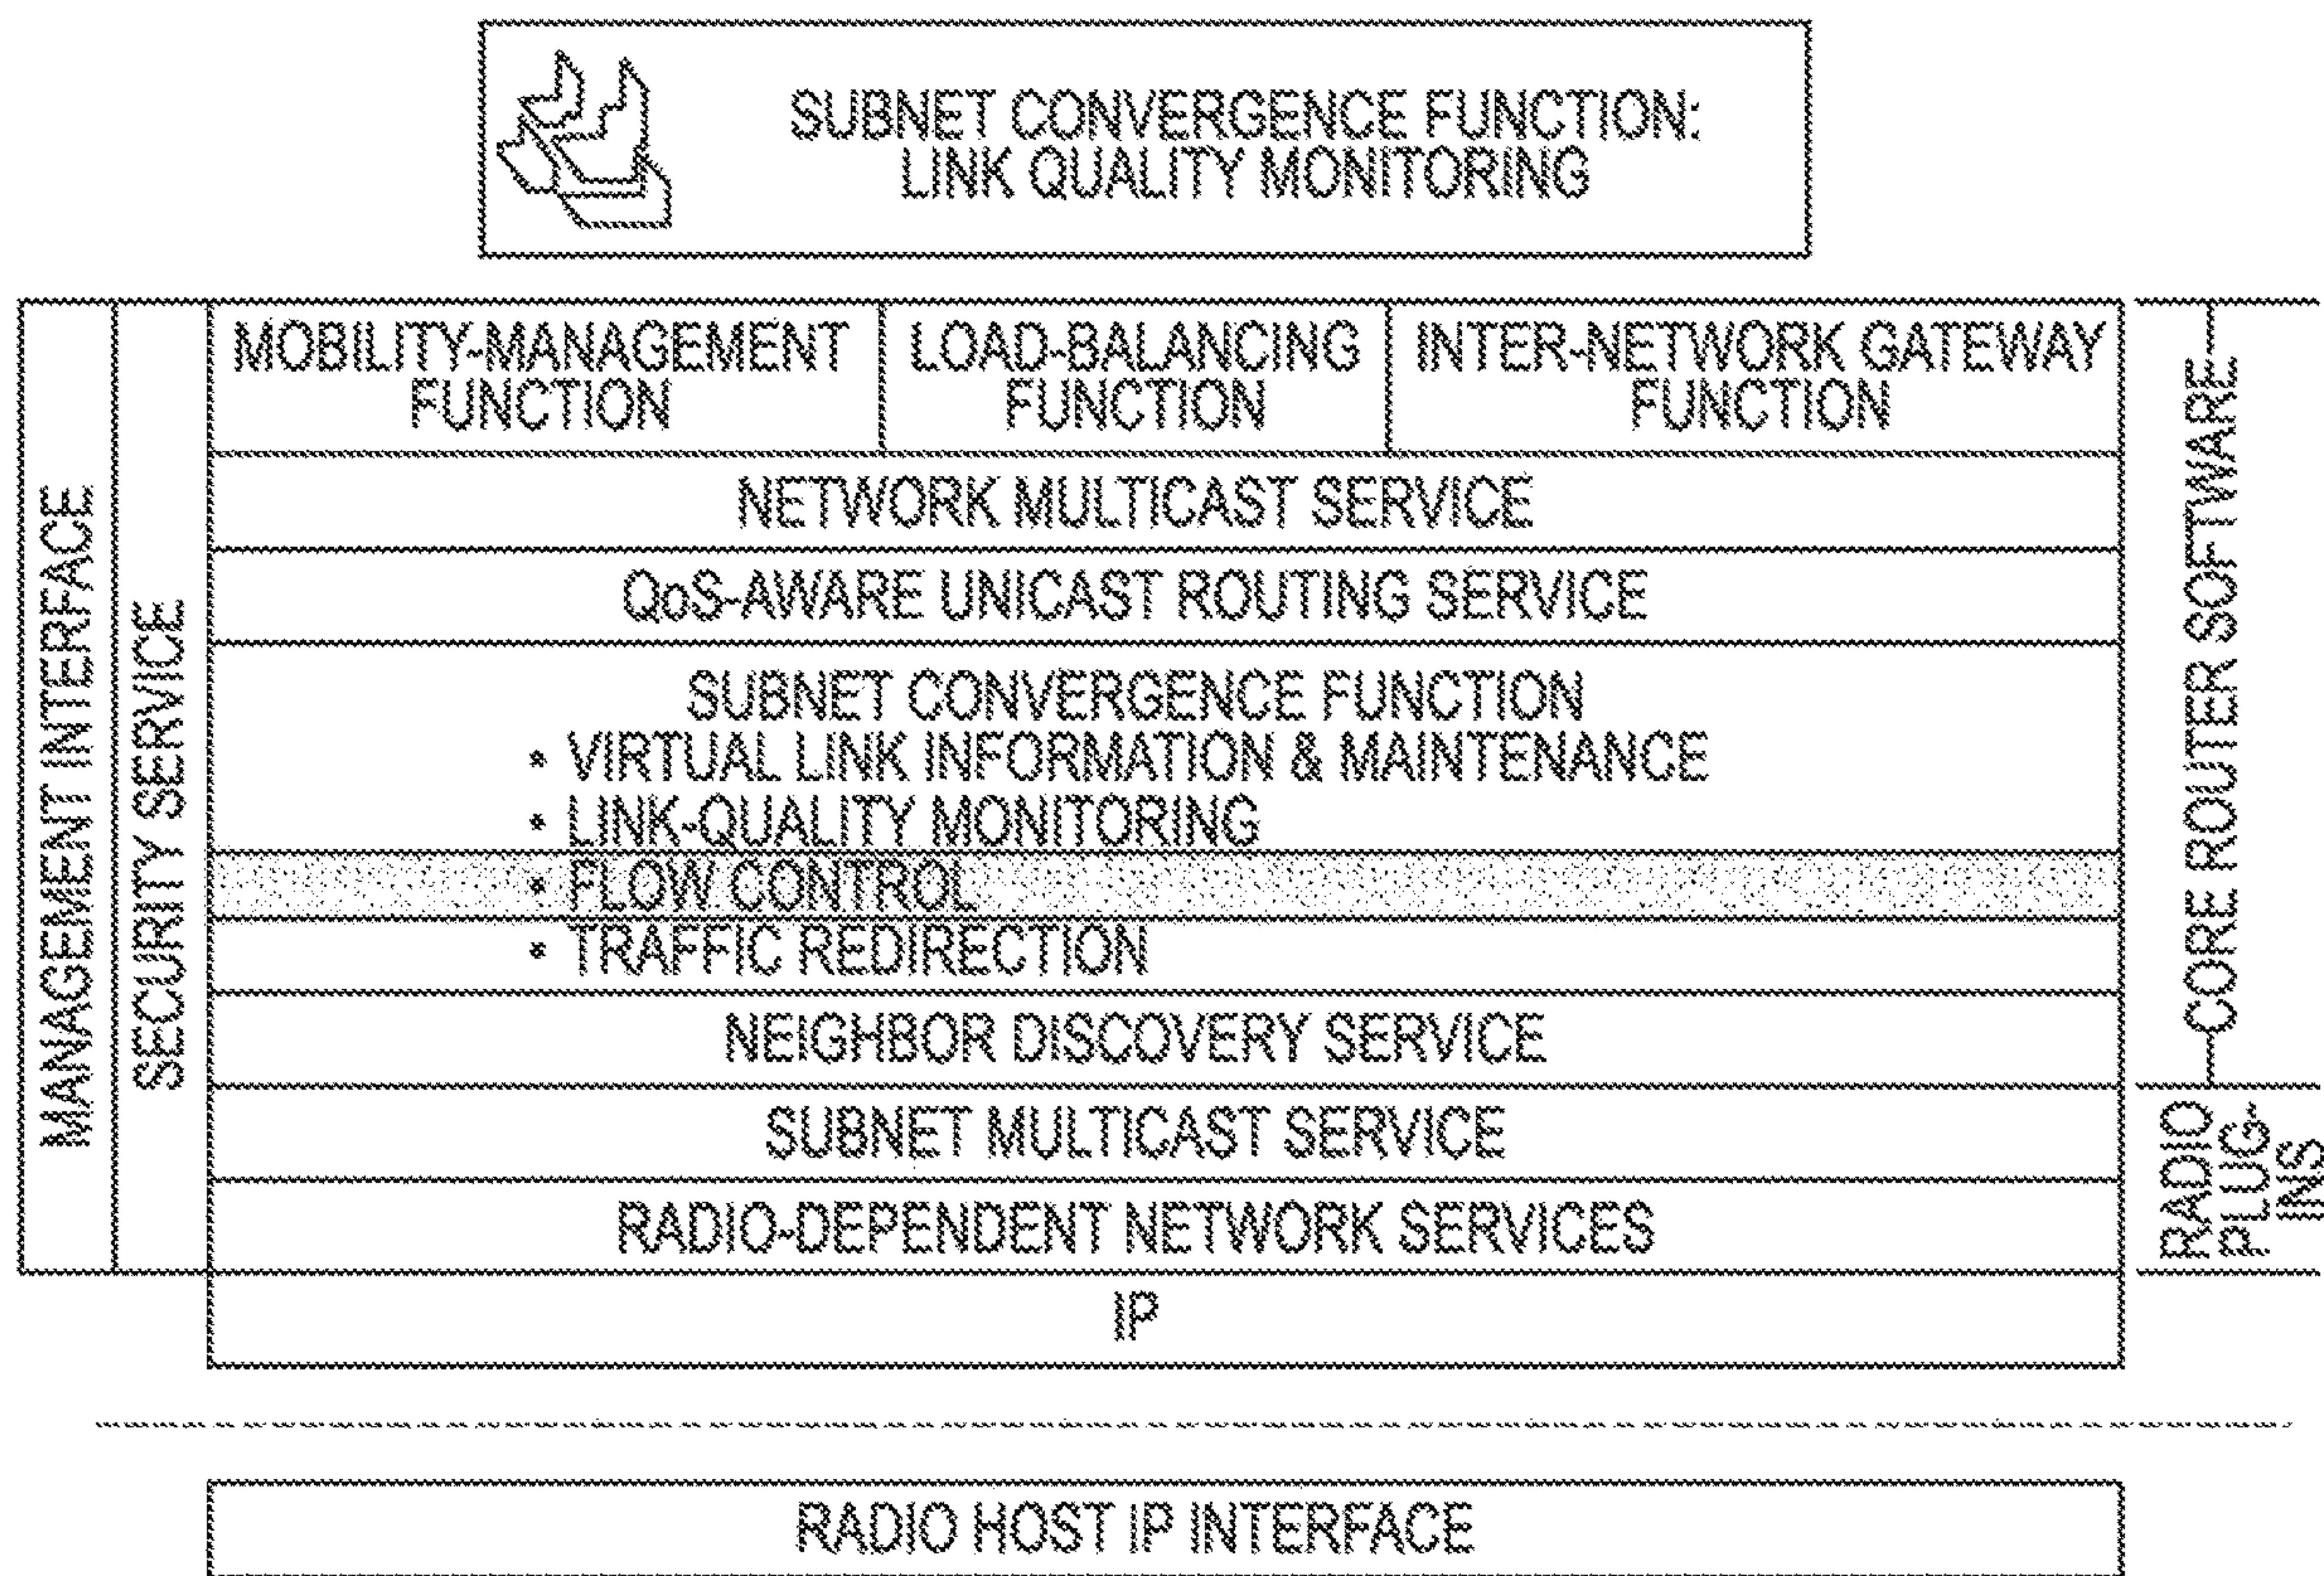 SUBNET CONVERGENCE FUNCTION:
LINK QUALITY MONITORING
MANAGEMENT INTERFACE
SECURITY SERVICE
MOBILITY-MANAGEMENT
FUNCTION
LOAD-BALANCING
FUNCTION
INTER-NETWORK GATEWAY
FUNCTION
NETWORK MULTICAST SERVICE
QoS-AWARE UNICAST ROUTING SERVICE
SUBNET CONVERGENCE FUNCTION
• VIRTUAL LINK INFORMATION & MAINTENANCE
• LINK-QUALITY MONITORING
• FLOW CONTROL
• TRAFFIC REDIRECTION
NEIGHBOR DISCOVERY SERVICE
SUBNET MULTICAST SERVICE
RADIO-DEPENDENT NETWORK SERVICES
IP
CORE ROUTER SOFTWARE
RADIO
PLUG-
INS
RADIO HOST IP INTERFACE